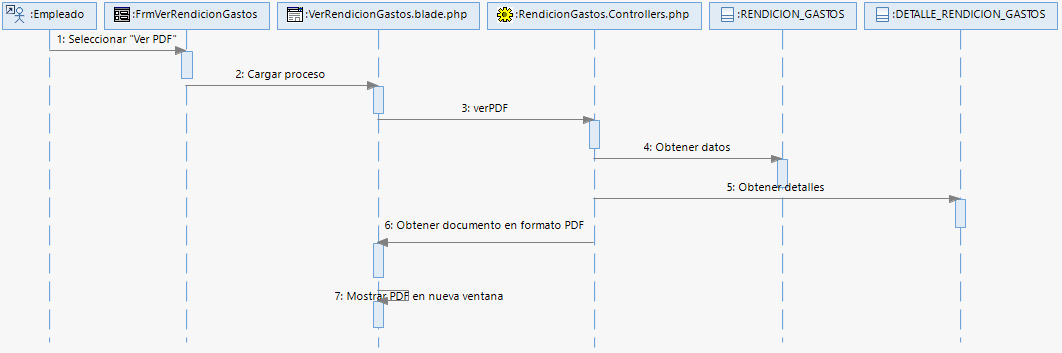 :Empleado
:FrmVerRendicionGastos
:VerRendicionGastos.blade.php
:RendicionGastos.Controllers.php
:RENDICION_GASTOS
:DETALLE_RENDICION_GASTOS
1: Seleccionar "Ver PDF"
2: Cargar proceso
3: verPDF
4: Obtener datos
5: Obtener detalles
6: Obtener documento en formato PDF
7: Mostrar PDF en nueva ventana